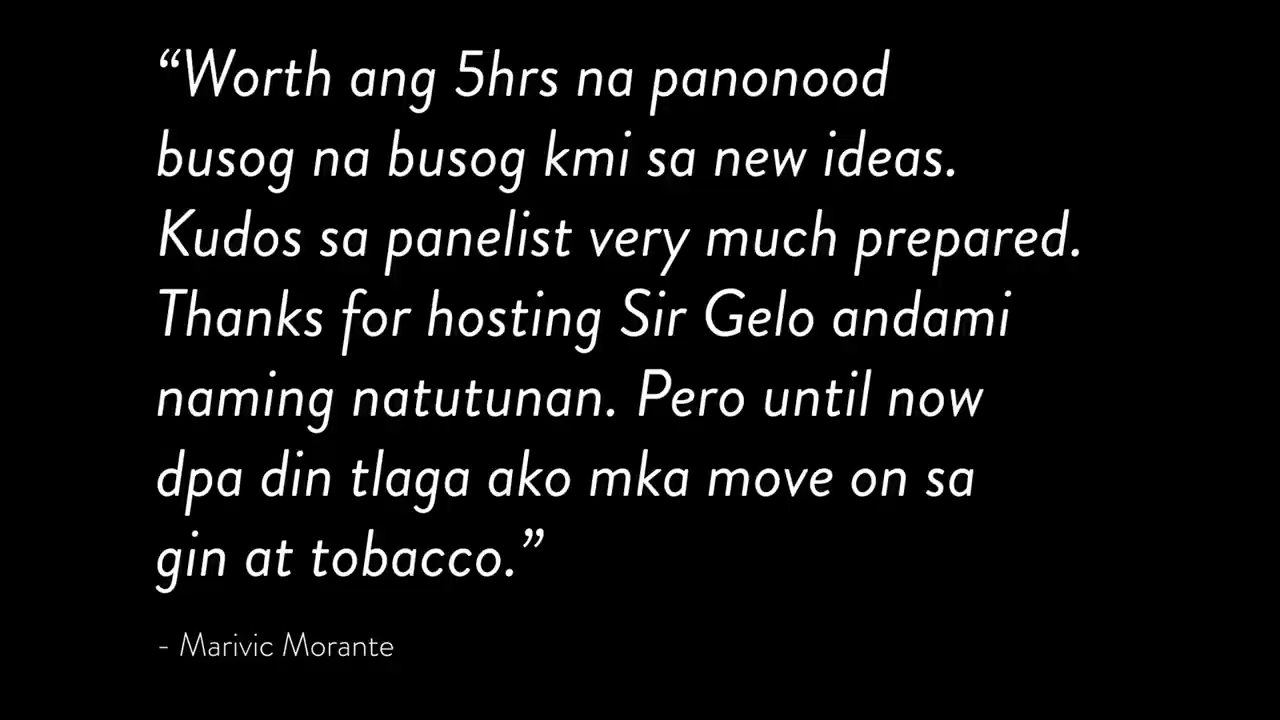 “Worth ang 5hrs na panonood
busog na busog kmi sa new ideas.
Kudos sa panelist very much prepared.
Thanks for hosting Sir Gelo andami
naming natutunan. Pero until now
dpa din tlaga ako mka move on sa
gin at tobacco.”
- Marivic Morante